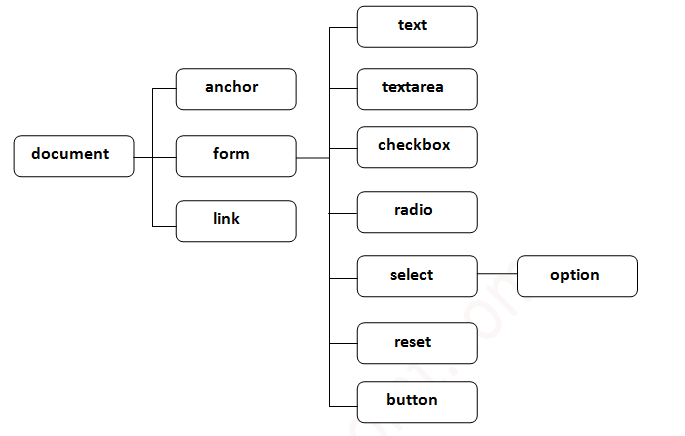 text
anchor
textarea
checkbox
document
form
radio
link
select
option
reset
button